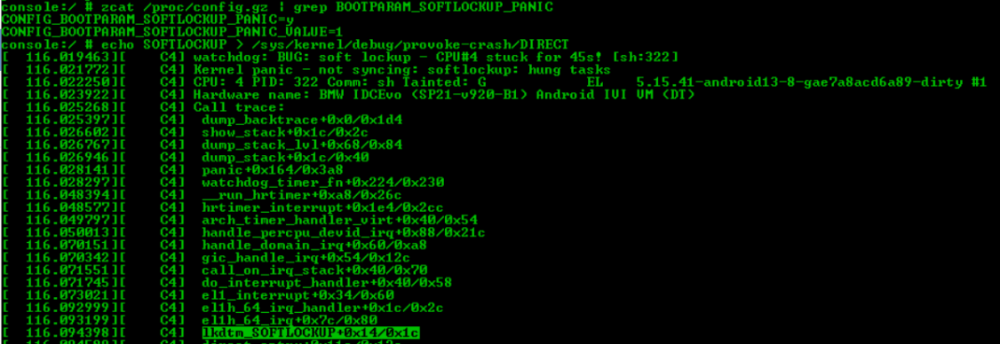 console:/ # zcat /proc/config.gz | grep BOOTPARAM_SOFTLOCKUP_PANIC
CONFIG_BOOTPARAM_SOFTLOCKUP_PANIC=y
CONFIG_BOOTPARAM_SOFTLOCKUP_PANIC_VALUE=1
console:/ # echo SOFTLOCKUP > /sys/kernel/debug/provoke-crash/DIRECT
[  116.019463][    C4] watchdog: BUG: soft lockup - CPU#4 stuck for 45s! [sh:322]
[  116.021772][    C4] Kernel panic - not syncing: softlockup: hung tasks
[  116.022250][    C4] CPU: 4 PID: 322 Comm: sh Tainted: G            EL    5.15.41-android13-8-gae7a8acd6a89-dirty #1
[  116.023922][    C4] Hardware name: BMW IDCEvo (SP21-v920-B1) Android IVI VM (DT)
[  116.025268][    C4] Call trace:
[  116.025397][    C4]  dump_backtrace+0x0/0x1d4
[  116.026602][    C4]  show_stack+0x1c/0x2c
[  116.026767][    C4]  dump_stack_lvl+0x68/0x84
[  116.026946][    C4]  dump_stack+0x1c/0x40
[  116.028141][    C4]  panic+0x164/0x3a8
[  116.028297][    C4]  watchdog_timer_fn+0x224/0x230
[  116.048394][    C4]  __run_hrtimer+0xa8/0x26c
[  116.048577][    C4]  hrtimer_interrupt+0x1e4/0x2cc
[  116.049797][    C4]  arch_timer_handler_virt+0x40/0x54
[  116.050013][    C4]  handle_percpu_devid_irq+0x88/0x21c
[  116.070151][    C4]  handle_domain_irq+0x60/0xa8
[  116.070342][    C4]  gic_handle_irq+0x54/0x12c
[  116.071551][    C4]  call_on_irq_stack+0x40/0x70
[  116.071745][    C4]  do_interrupt_handler+0x40/0x58
[  116.073021][    C4]  el1_interrupt+0x34/0x60
[  116.092999][    C4]  el1h_64_irq_handler+0x1c/0x2c
[  116.093199][    C4]  el1h_64_irq+0x7c/0x80
[  116.094398][    C4]  lkdtm_SOFTLOCKUP+0x14/0x1c